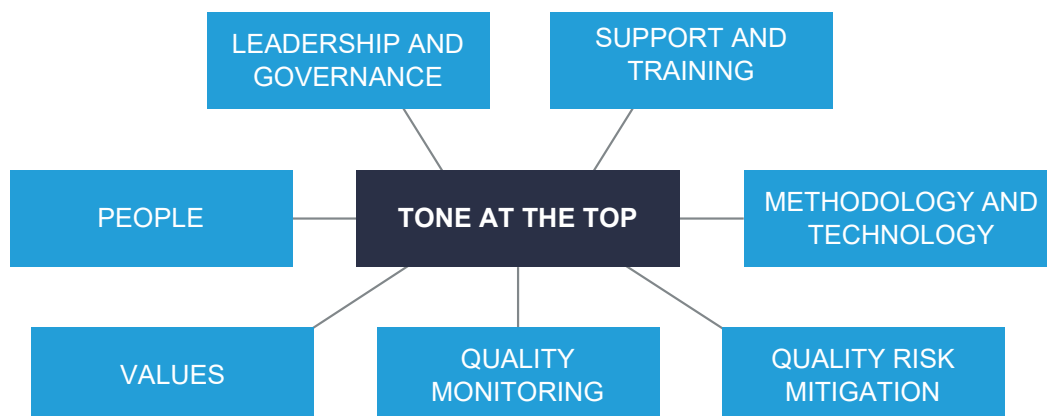 LEADERSHIP AND
GOVERNANCE
SUPPORT AND
TRAINING
PEOPLE
TONE AT THE TOP
METHODOLOGY AND
TECHNOLOGY
VALUES
QUALITY
MONITORING
QUALITY RISK
MITIGATION